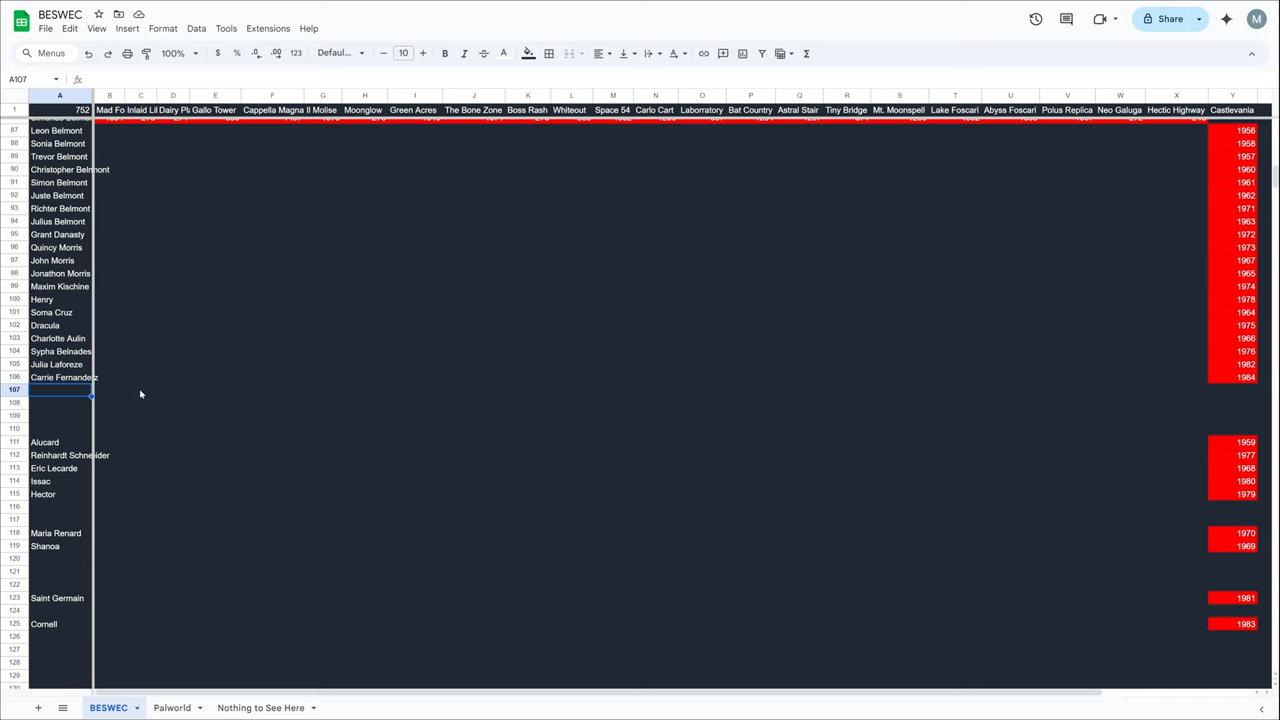 BESWEC
File Edit View Insert Format Data Tools Extensions Help
Share
M
Menus 100% $ % .0 .00 123 Defaul... 10 B I A
A107 fx
A B C D E F G H I J K L M N O P Q R S T U V W X Y
1 752 Mad Fo Inlaid Lil Dairy Pl Gallo Tower Cappella Magna Il Molise Moonglow Green Acres The Bone Zone Boss Rash Whiteout Space 54 Carlo Cart Laborratory Bat Country Astral Stair Tiny Bridge Mt. Moonspell Lake Foscari Abyss Foscari Polus Replica Neo Galuga Hectic Highway Castlevania
87 Leon Belmont 1956
88 Sonia Belmont 1958
89 Trevor Belmont 1957
90 Christopher Belmont 1960
91 Simon Belmont 1961
92 Juste Belmont 1962
93 Richter Belmont 1971
94 Julius Belmont 1963
95 Grant Danasty 1972
96 Quincy Morris 1973
97 John Morris 1967
98 Jonathon Morris 1965
99 Maxim Kischine 1974
100 Henry 1978
101 Soma Cruz 1964
102 Dracula 1975
103 Charlotte Aulin 1966
104 Sypha Belnades 1976
105 Julia Laforeze 1982
106 Carrie Fernandez 1984
107
108
109
110
111 Alucard 1959
112 Reinhardt Schneider 1977
113 Eric Lecarde 1968
114 Issac 1980
115 Hector 1979
116
117
118 Maria Renard 1970
119 Shanoa 1969
120
121
122
123 Saint Germain 1981
124
125 Cornell 1983
126
127
128
129
BESWEC Palworld Nothing to See Here